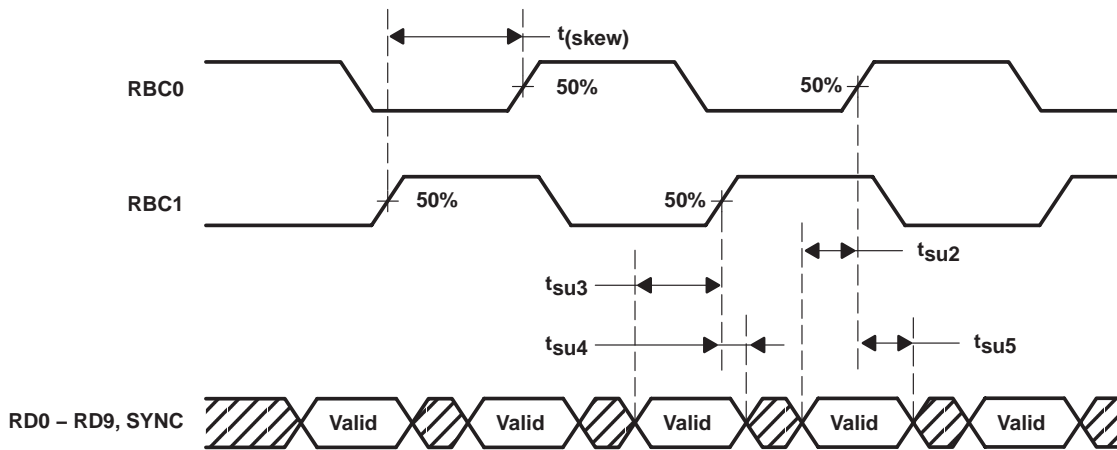 t(skew)
RBC0
50%
50%
RBC1
50%
50%
tsu2
tsu3
tsu4
tsu5
RD0 – RD9, SYNC
Valid
Valid
Valid
Valid
Valid